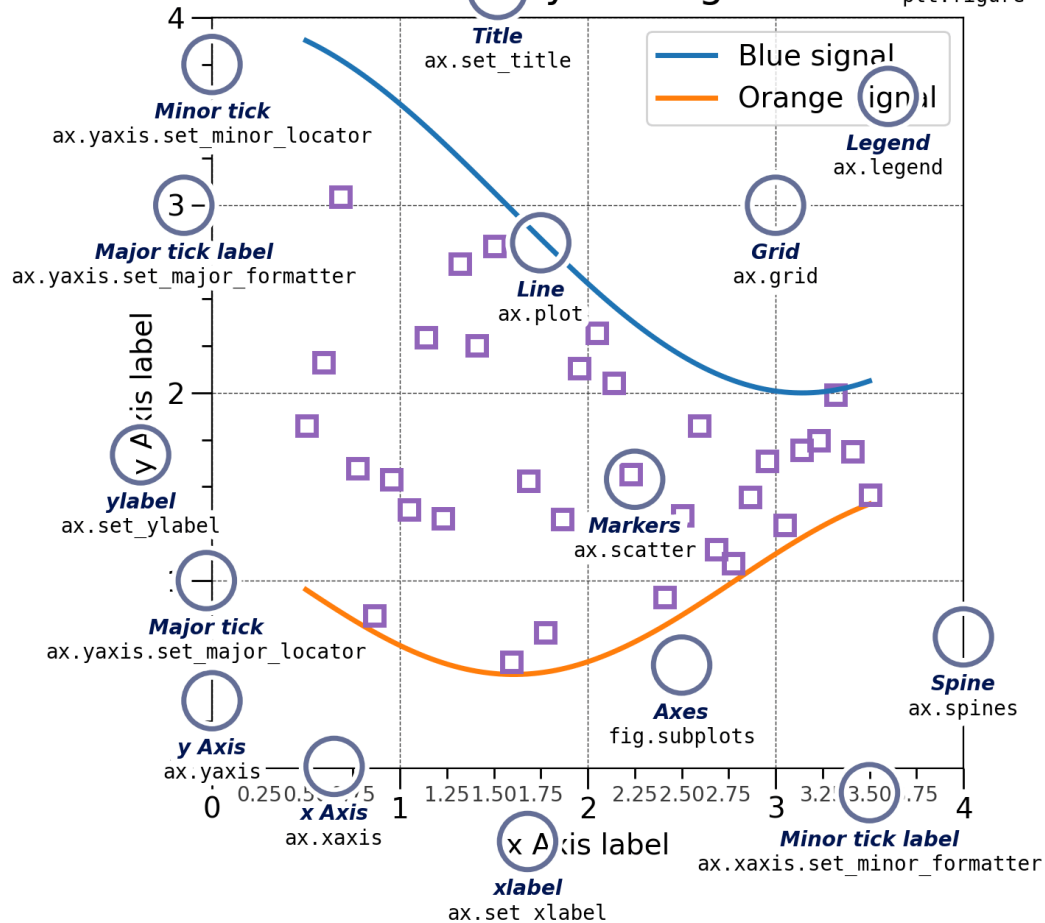 4
Title
ax.set_title
Blue signal
Orange ignal
Legend
ax.legend
Minor tick
ax.yaxis.set_minor_locator
3
Major tick label
ax.yaxis.set_major_formatter
Grid
ax.grid
Line
ax.plot
2
y Axis label
ylabel
ax.set_ylabel
Markers
ax.scatter
Major tick
ax.yaxis.set_major_locator
Axes
fig.subplots
Spine
ax.spines
y Axis
ax.yaxis
0 0.25 1 1.25 1.50 1.75 2 2.25 2.50 2.75 3 3.50 4
x Axis
ax.xaxis
x Axis label
xlabel
ax.set_xlabel
Minor tick label
ax.xaxis.set_minor_formatter